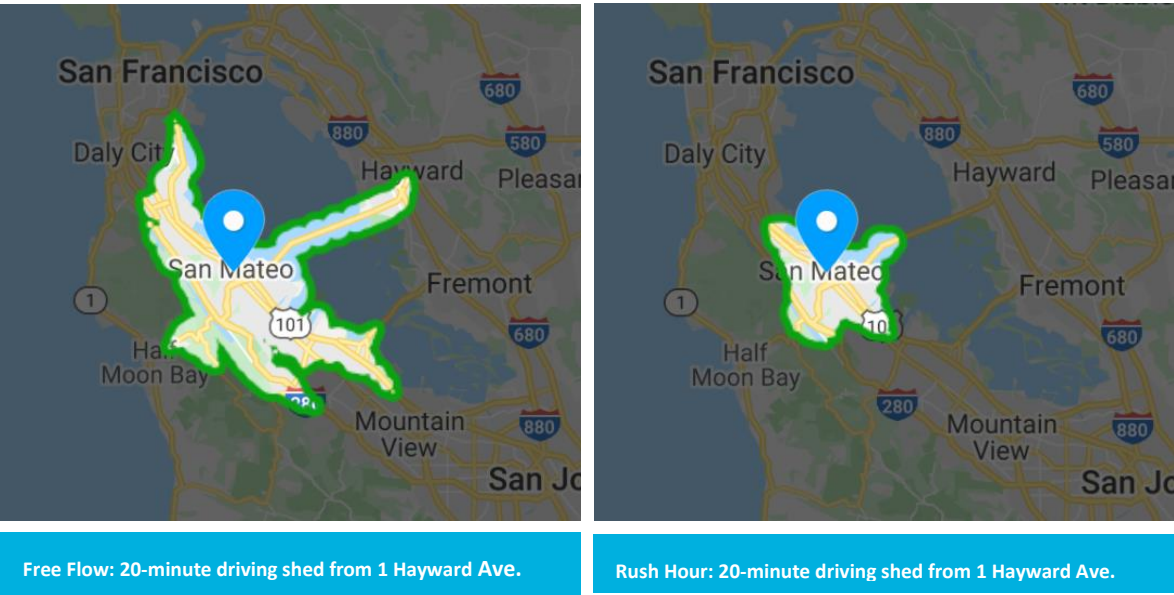 San Francisco
680
880
580
Daly City
Hayward
Pleasa
San Mateo
Fremont
1
101
680
Half
Moon Bay
280
Mountain
View
880
San Jo
Free Flow: 20-minute driving shed from 1 Hayward Ave.
San Francisco
680
880
580
Daly City
Hayward
Pleasa
San Mateo
Fremont
1
10
680
Half
Moon Bay
280
Mountain
View
880
San Jo
Rush Hour: 20-minute driving shed from 1 Hayward Ave.